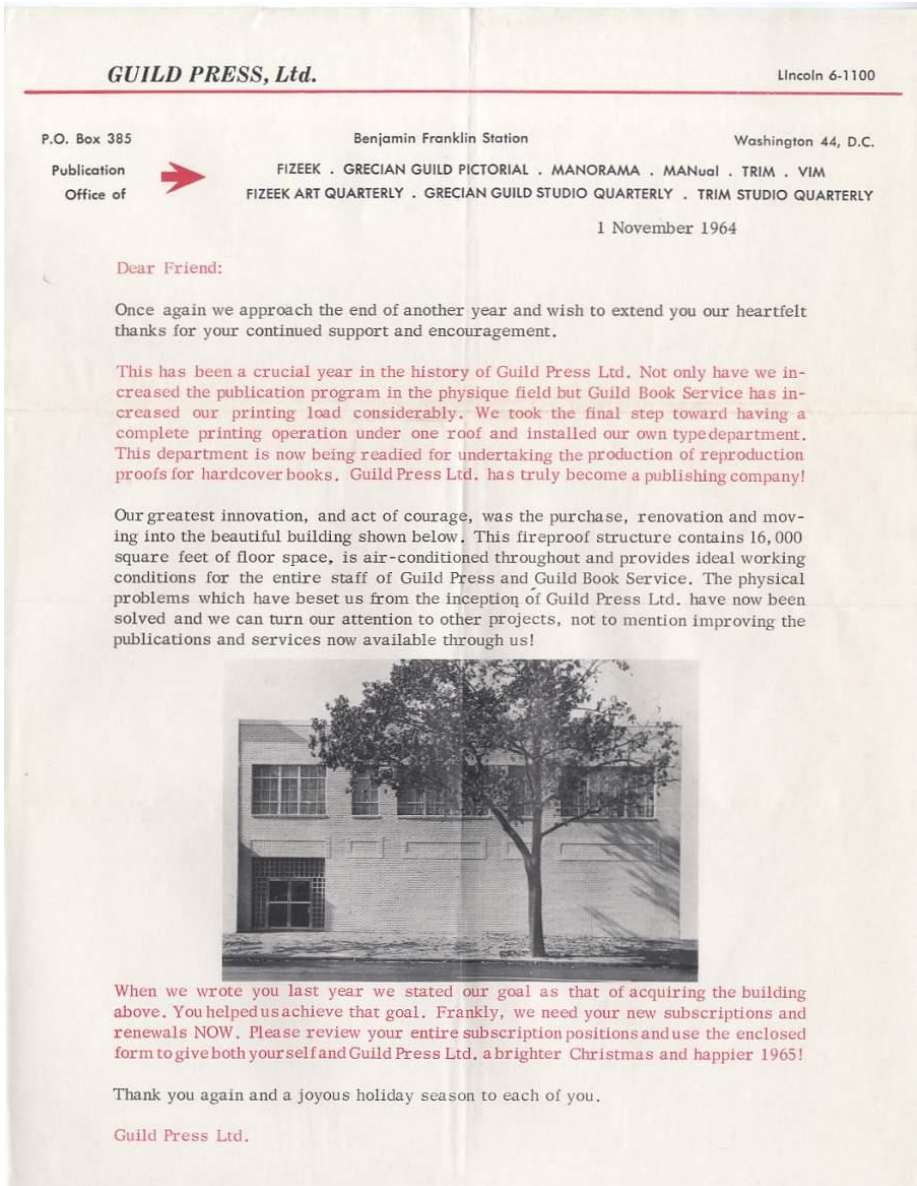 GUILD PRESS, Ltd.
LIncoln 6-1100
P.O. Box 385
Benjamin Franklin Station
Washington 44, D.C.
Publication
Office of
FIZEEK . GRECIAN GUILD PICTORIAL . MANORAMA . MANual . TRIM . VIM
FIZEEK ART QUARTERLY . GRECIAN GUILD STUDIO QUARTERLY . TRIM STUDIO QUARTERLY
1 November 1964
Dear Friend:
Once again we approach the end of another year and wish to extend you our heartfelt
thanks for your continued support and encouragement.
This has been a crucial year in the history of Guild Press Ltd. Not only have we in-
creased the publication program in the physique field but Guild Book Service has in-
creased our printing load considerably. We took the final step toward having a
complete printing operation under one roof and installed our own type department.
This department is now being readied for undertaking the production of reproduction
proofs for hardcover books. Guild Press Ltd. has truly become a publishing company!
Our greatest innovation, and act of courage, was the purchase, renovation and mov-
ing into the beautiful building shown below. This fireproof structure contains 16,000
square feet of floor space, is air-conditioned throughout and provides ideal working
conditions for the entire staff of Guild Press and Guild Book Service. The physical
problems which have beset us from the inception of Guild Press Ltd. have now been
solved and we can turn our attention to other projects, not to mention improving the
publications and services now available through us!
When we wrote you last year we stated our goal as that of acquiring the building
above. You helped us achieve that goal. Frankly, we need your new subscriptions and
renewals NOW. Please review your entire subscription positions and use the enclosed
form to give both yourself and Guild Press Ltd. a brighter Christmas and happier 1965!
Thank you again and a joyous holiday season to each of you.
Guild Press Ltd.